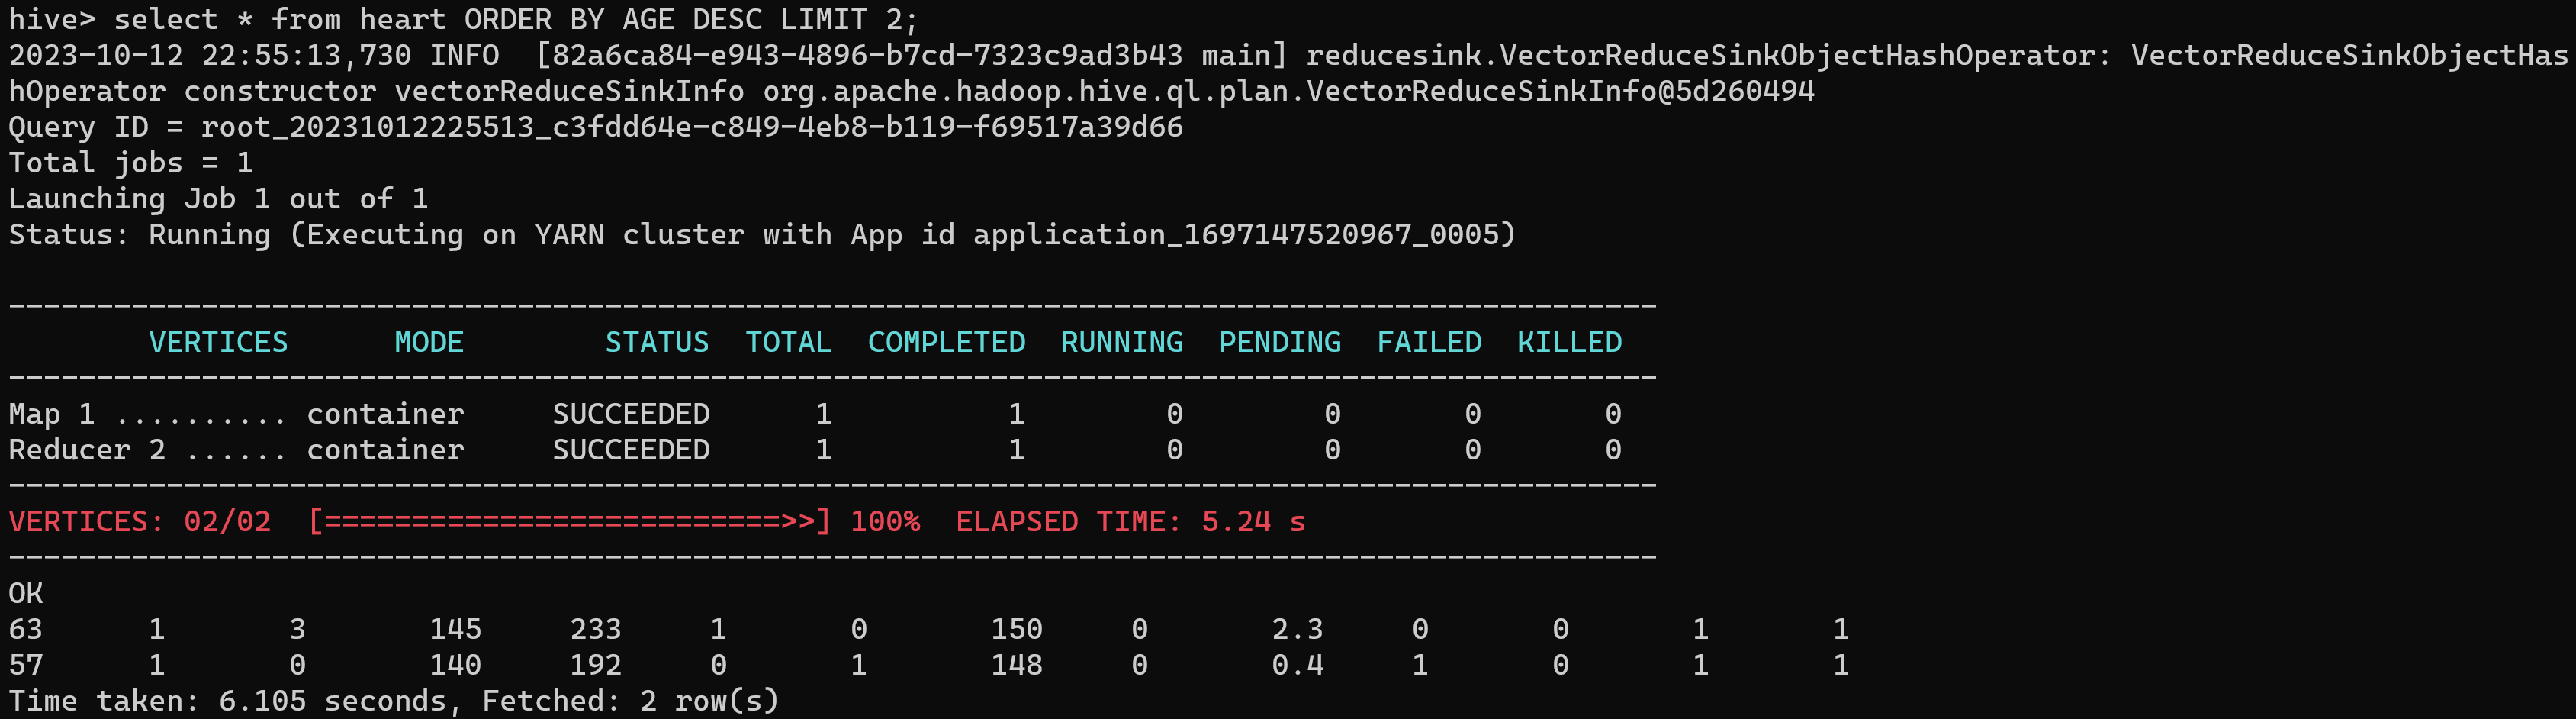 hive> select * from heart ORDER BY AGE DESC LIMIT 2;
2023-10-12 22:55:13,730 INFO  [82a6ca84-e943-4896-b7cd-7323c9ad3b43 main] reducesink.VectorReduceSinkObjectHashOperator: VectorReduceSinkObjectHas
hOperator constructor vectorReduceSinkInfo org.apache.hadoop.hive.ql.plan.VectorReduceSinkInfo@5d260494
Query ID = root_20231012225513_c3fdd64e-c849-4eb8-b119-f69517a39d66
Total jobs = 1
Launching Job 1 out of 1
Status: Running (Executing on YARN cluster with App id application_1697147520967_0005)

----------------------------------------------------------------------------------------------
        VERTICES      MODE        STATUS  TOTAL  COMPLETED  RUNNING  PENDING  FAILED  KILLED
----------------------------------------------------------------------------------------------
Map 1 .......... container     SUCCEEDED      1          1        0        0       0       0
Reducer 2 ...... container     SUCCEEDED      1          1        0        0       0       0
----------------------------------------------------------------------------------------------
VERTICES: 02/02  [==========================>>] 100%  ELAPSED TIME: 5.24 s
----------------------------------------------------------------------------------------------
OK
63      1       3       145     233     1       0       150     0       2.3     0       0       1       1
57      1       0       140     192     0       1       148     0       0.4     1       0       1       1
Time taken: 6.105 seconds, Fetched: 2 row(s)